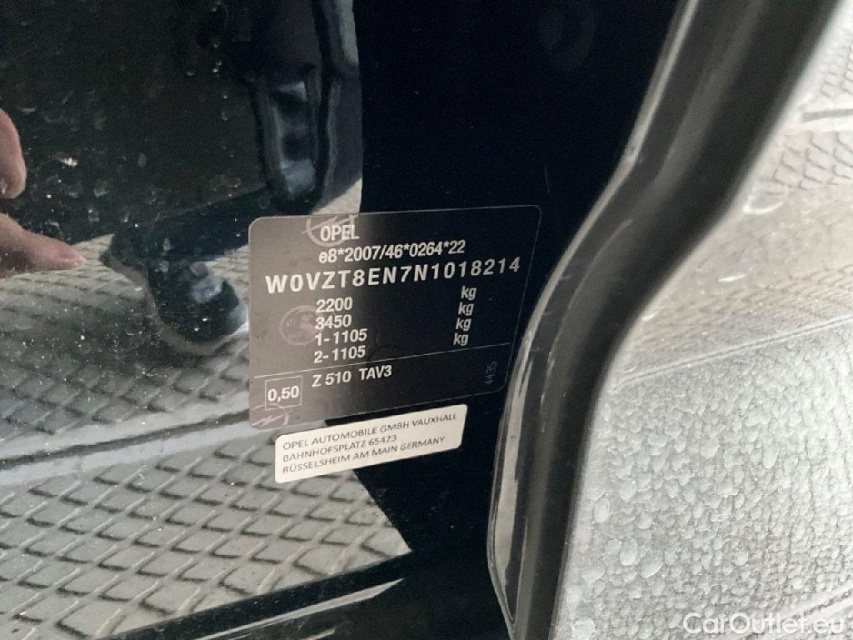 OPEL
e8*2007/46*0264*22
W0VZT8EN7N1018214
2200 kg
3450 kg
1-1105 kg
2-1105 kg
0,50 Z 510 TAV3
4435
OPEL AUTOMOBILE GMBH VAUXHALL
BAHNHOFSPLATZ 65423
RÜSSELSHEIM AM MAIN GERMANY
CarOutlet.eu